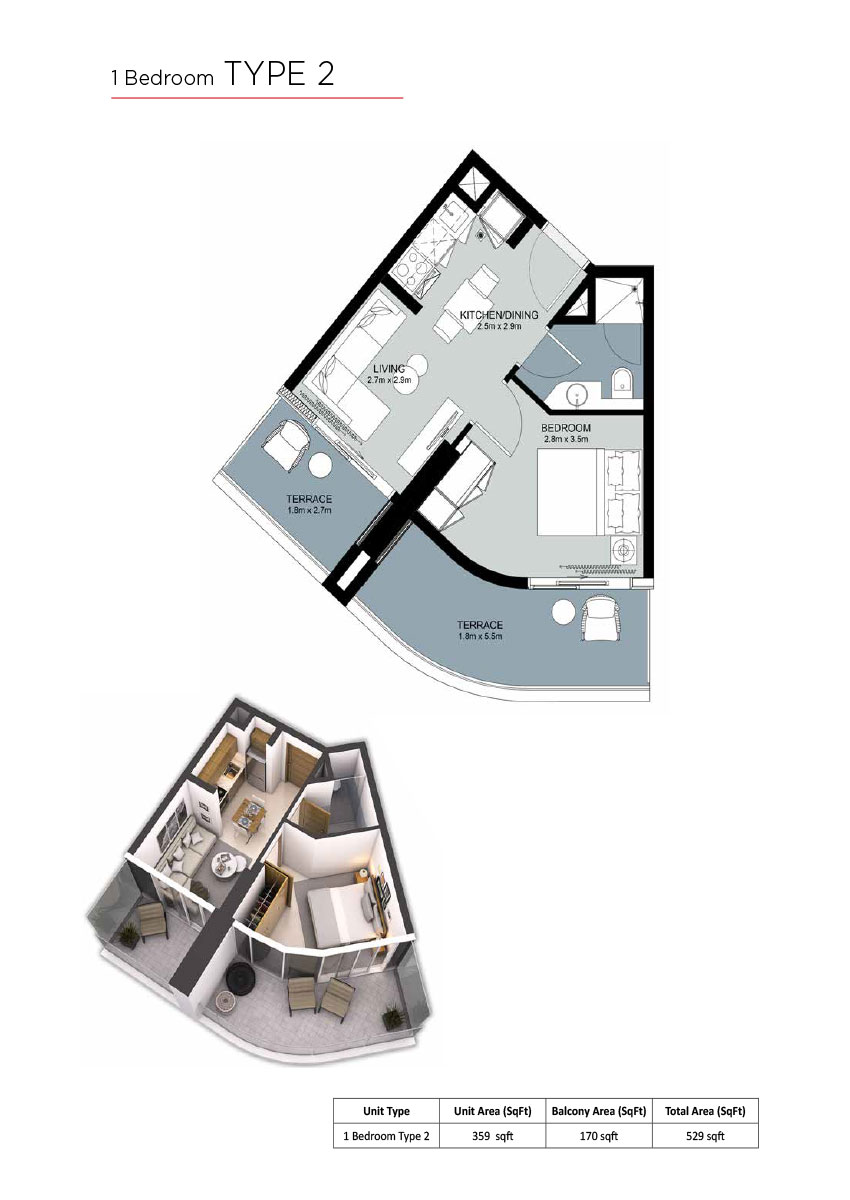 1 Bedroom TYPE 2
KITCHEN/DINING
2.5m x 2.9m
LIVING
2.7m x 2.9m
BEDROOM
2.8m x 3.5m
TERRACE
1.8m x 2.7m
TERRACE
1.8m x 5.5m
Unit Type Unit Area (SqFt) Balcony Area (SqFt) Total Area (SqFt)
1 Bedroom Type 2 359 sqft 170 sqft 529 sqft